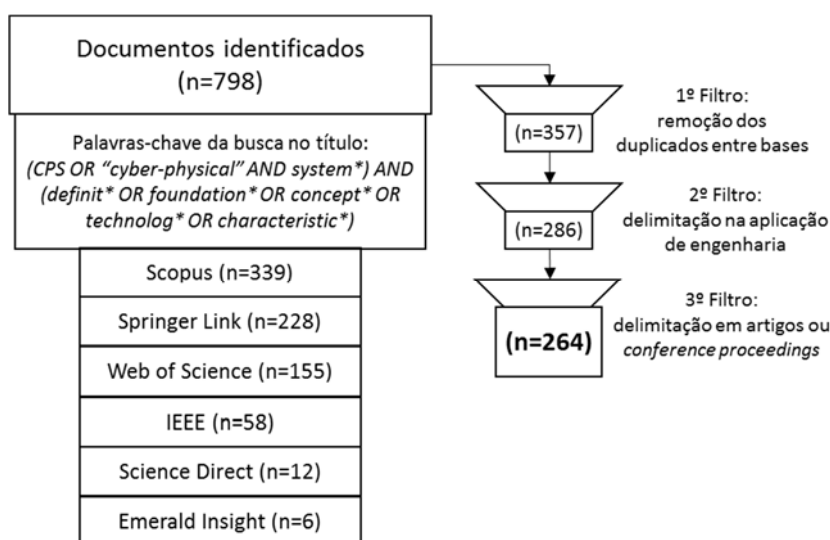 Documentos identificados
(n=798)
Palavras-chave da busca no título:
(CPS OR “cyber-physical” AND system*) AND
(definit* OR foundation* OR concept* OR
technolog* OR characteristic*)
Scopus (n=339)
Springer Link (n=228)
Web of Science (n=155)
IEEE (n=58)
Science Direct (n=12)
Emerald Insight (n=6)
(n=357)
1º Filtro:
remoção dos
duplicados entre bases
(n=286)
2º Filtro:
delimitação na aplicação
de engenharia
(n=264)
3º Filtro:
delimitação em artigos ou
conference proceedings